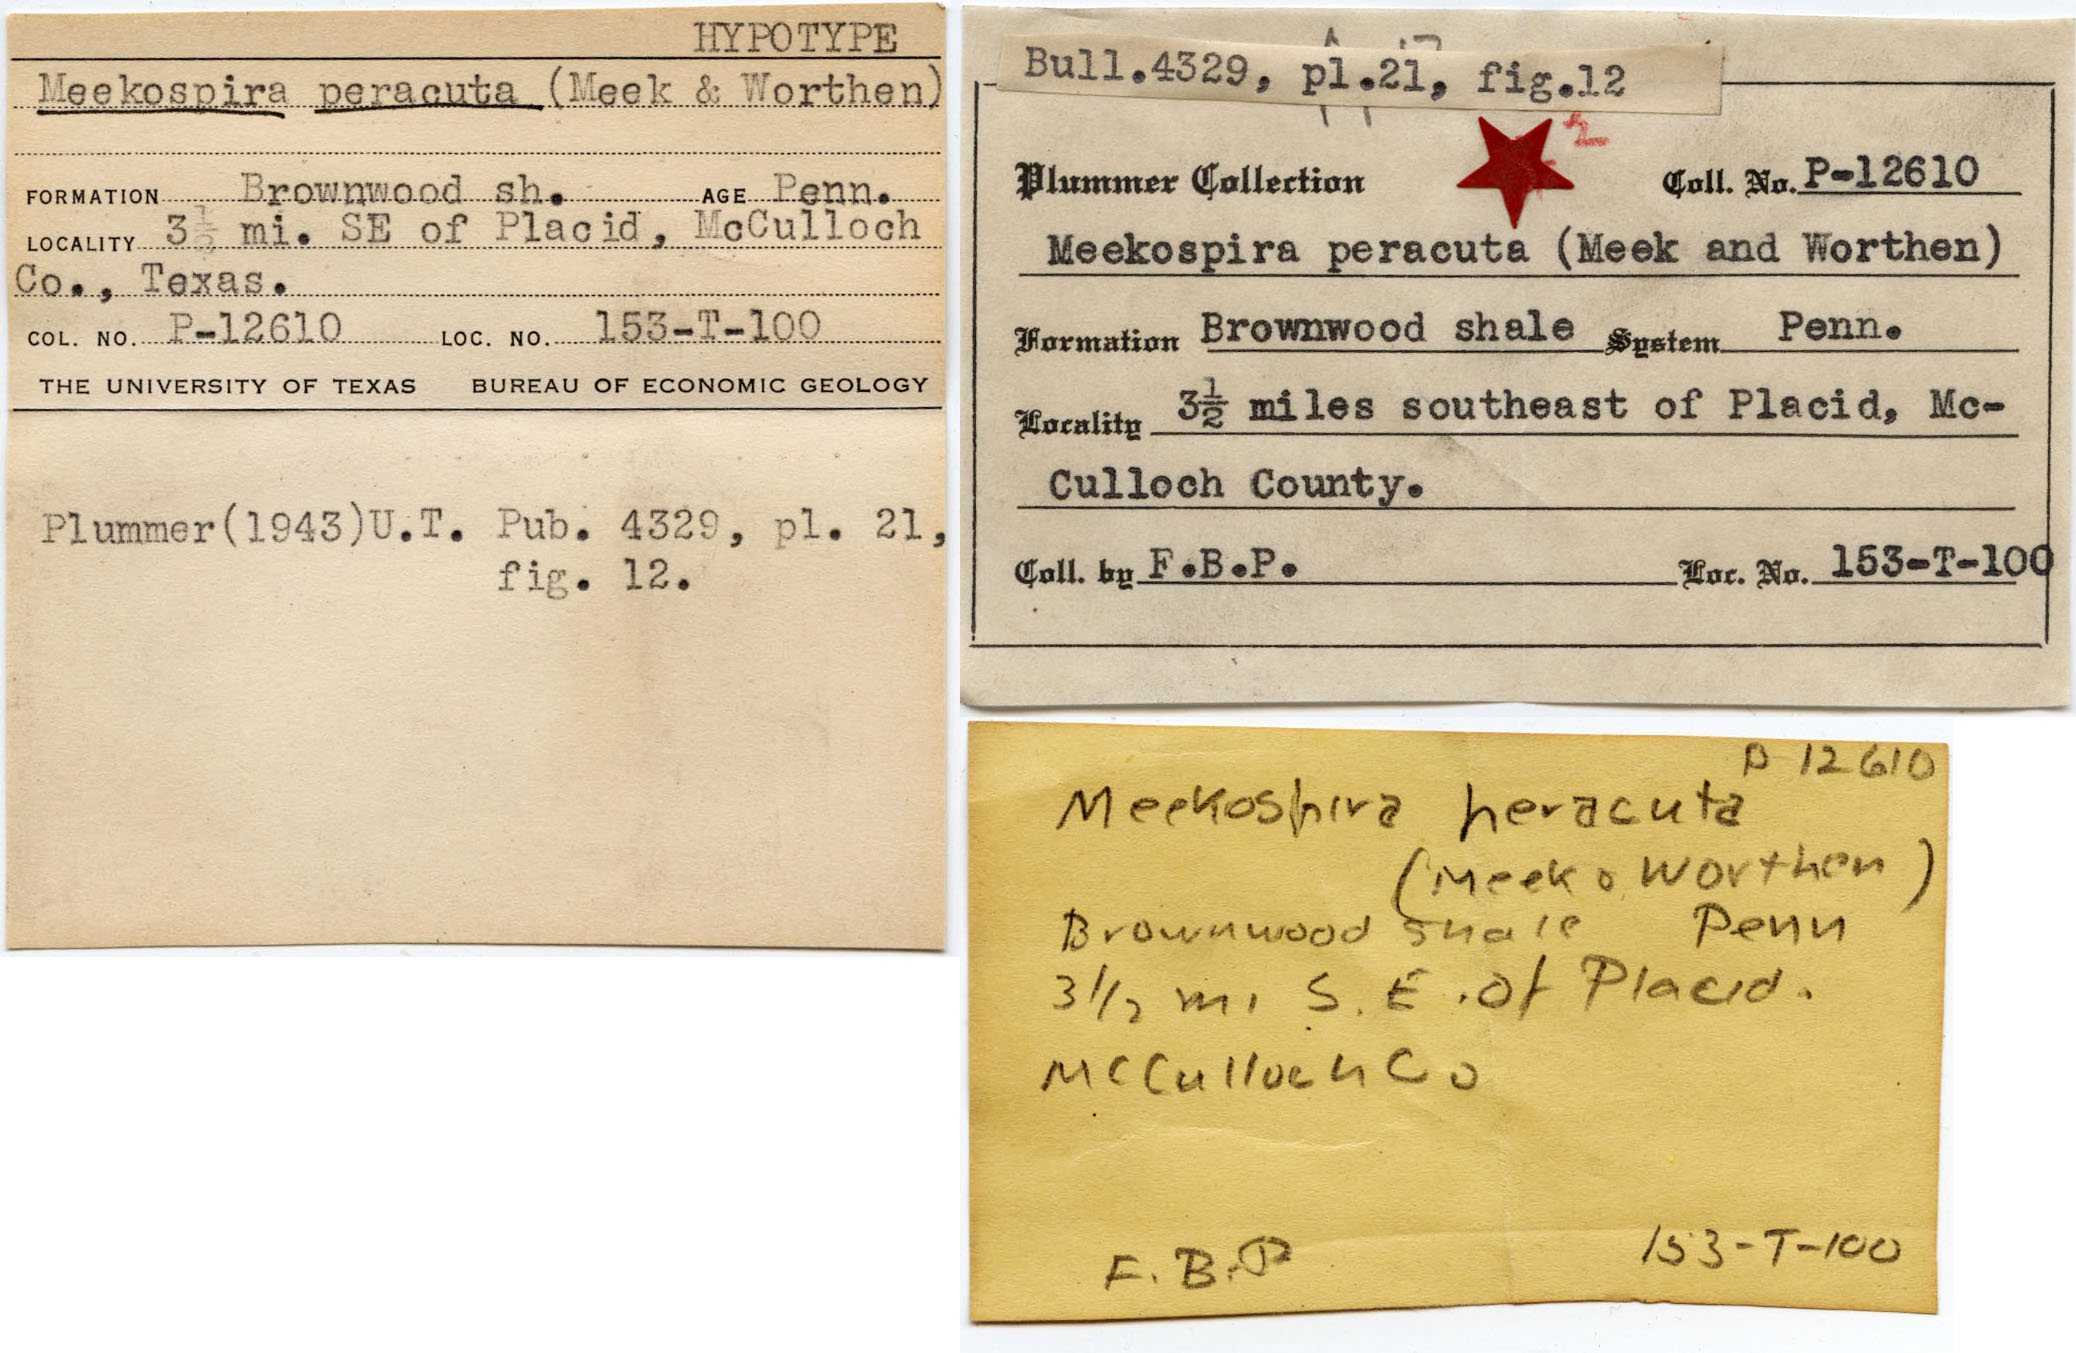 HYPOTYPE
Meekospira peracuta (Meek & Worthen)
FORMATION Brownwood sh. AGE Penn.
LOCALITY 3½ mi. SE of Placid, McCulloch
Co., Texas.
COL. NO. P-12610 LOC. NO. 153-T-100
THE UNIVERSITY OF TEXAS BUREAU OF ECONOMIC GEOLOGY
Plummer(1943)U.T. Pub. 4329, pl. 21,
fig. 12.
Bull.4329, pl.21, fig.12
2
Plummer Collection Coll. No. P-12610
Meekospira peracuta (Meek and Worthen)
Formation Brownwood shale System Penn.
Locality 3½ miles southeast of Placid, Mc-
Culloch County.
Coll. by F.B.P. Loc. No. 153-T-100
P 12610
Meekospira peracuta
(Meek & Worthen)
Brownwood shale Penn
3 1/2 mi S.E. of Placid.
McCulloch Co
F.B.P 153-T-100